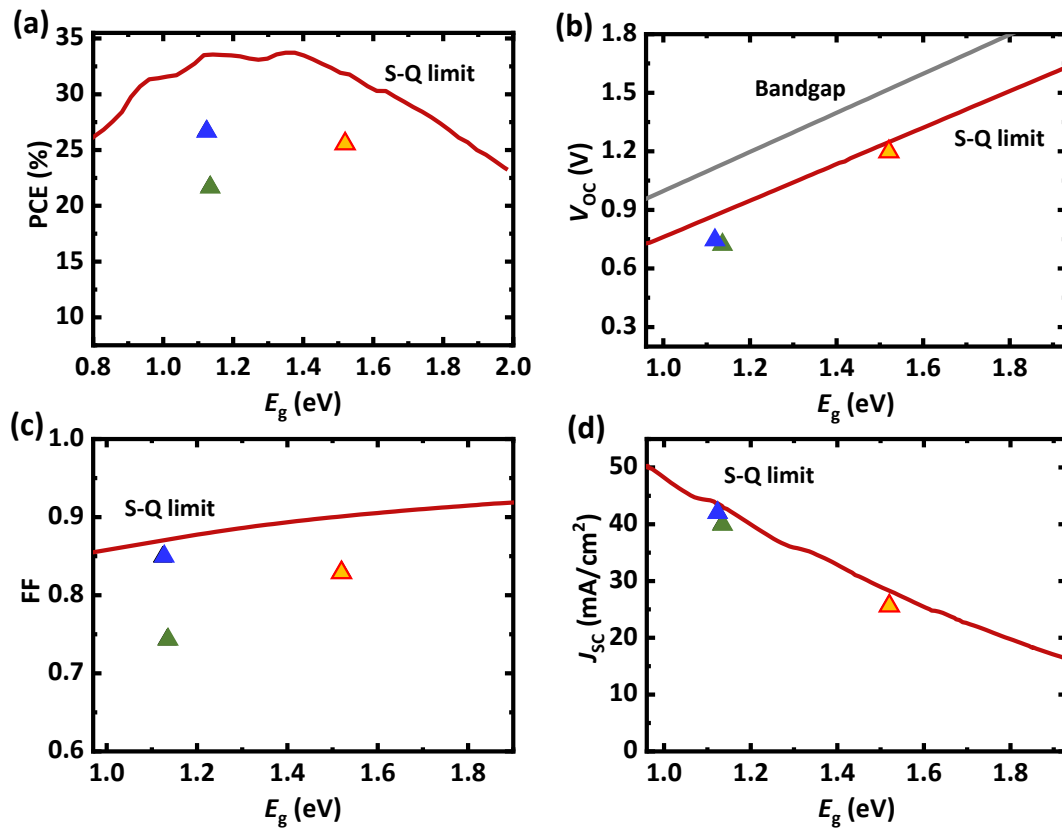 (a)
PCE (%)
35
30
25
20
15
10
S-Q limit
0.8 1.0 1.2 1.4 1.6 1.8 2.0
Eg (eV)
(b)
VOC (V)
1.8
1.5
1.2
0.9
0.6
0.3
Bandgap
S-Q limit
1.0 1.2 1.4 1.6 1.8
Eg (eV)
(c)
FF
1.0
0.9
0.8
0.7
0.6
S-Q limit
1.0 1.2 1.4 1.6 1.8
Eg (eV)
(d)
JSC (mA/cm²)
50
40
30
20
10
0
S-Q limit
1.0 1.2 1.4 1.6 1.8
Eg (eV)